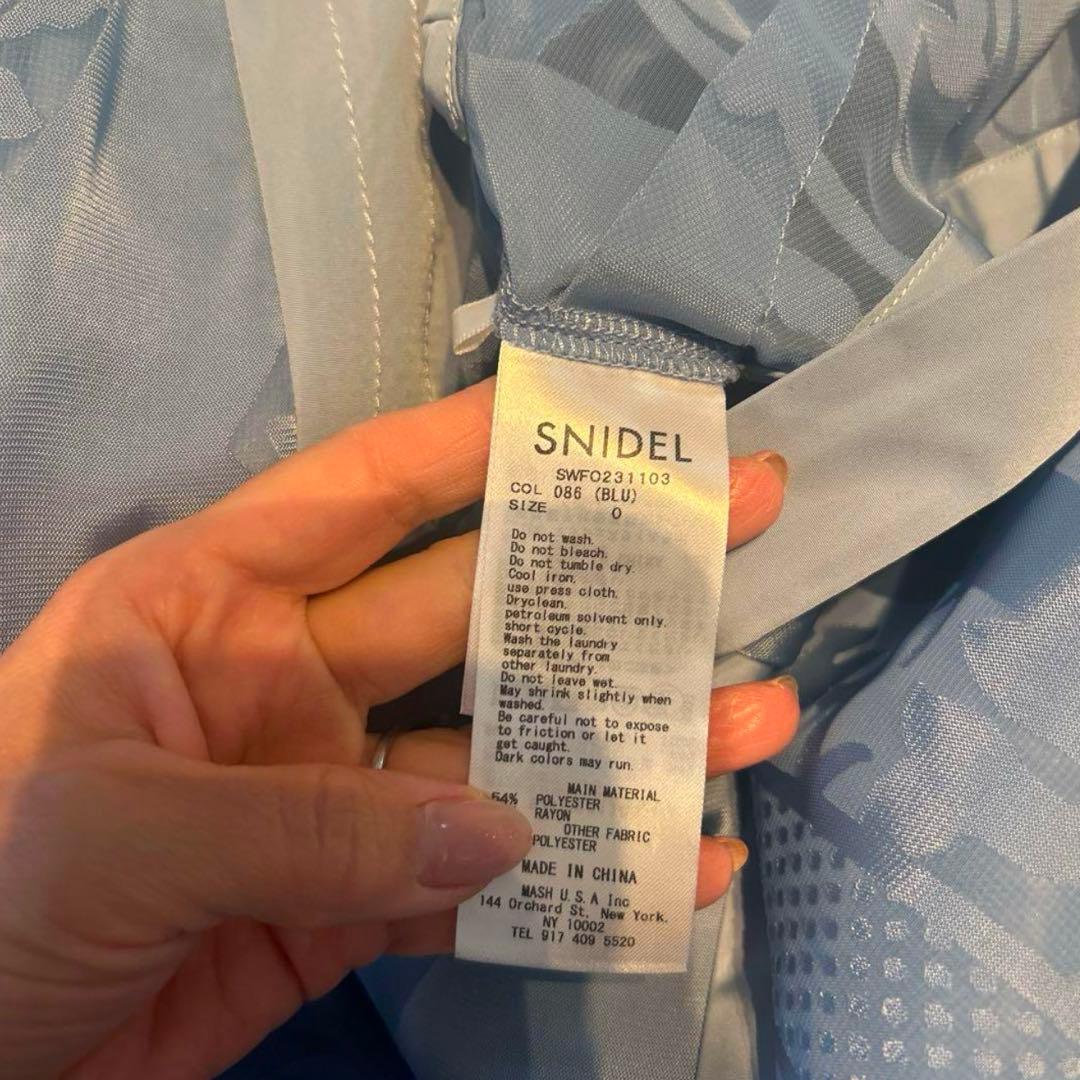 SNIDEL
SWFO231103
COL 086 (BLU)
SIZE 0
Do not wash.
Do not bleach.
Do not tumble dry.
Cool iron.
use press cloth.
Dryclean.
petroleum solvent only.
short cycle.
Wash the laundry
separately from
other laundry.
Do not leave wet.
May shrink slightly when
washed.
Be careful not to expose
to friction or let it
get caught.
Dark colors may run.
MAIN MATERIAL
54% POLYESTER
RAYON
OTHER FABRIC
POLYESTER
MADE IN CHINA
MASH U.S.A Inc
144 Orchard St, New York,
NY 10002
TEL 917 409 5520